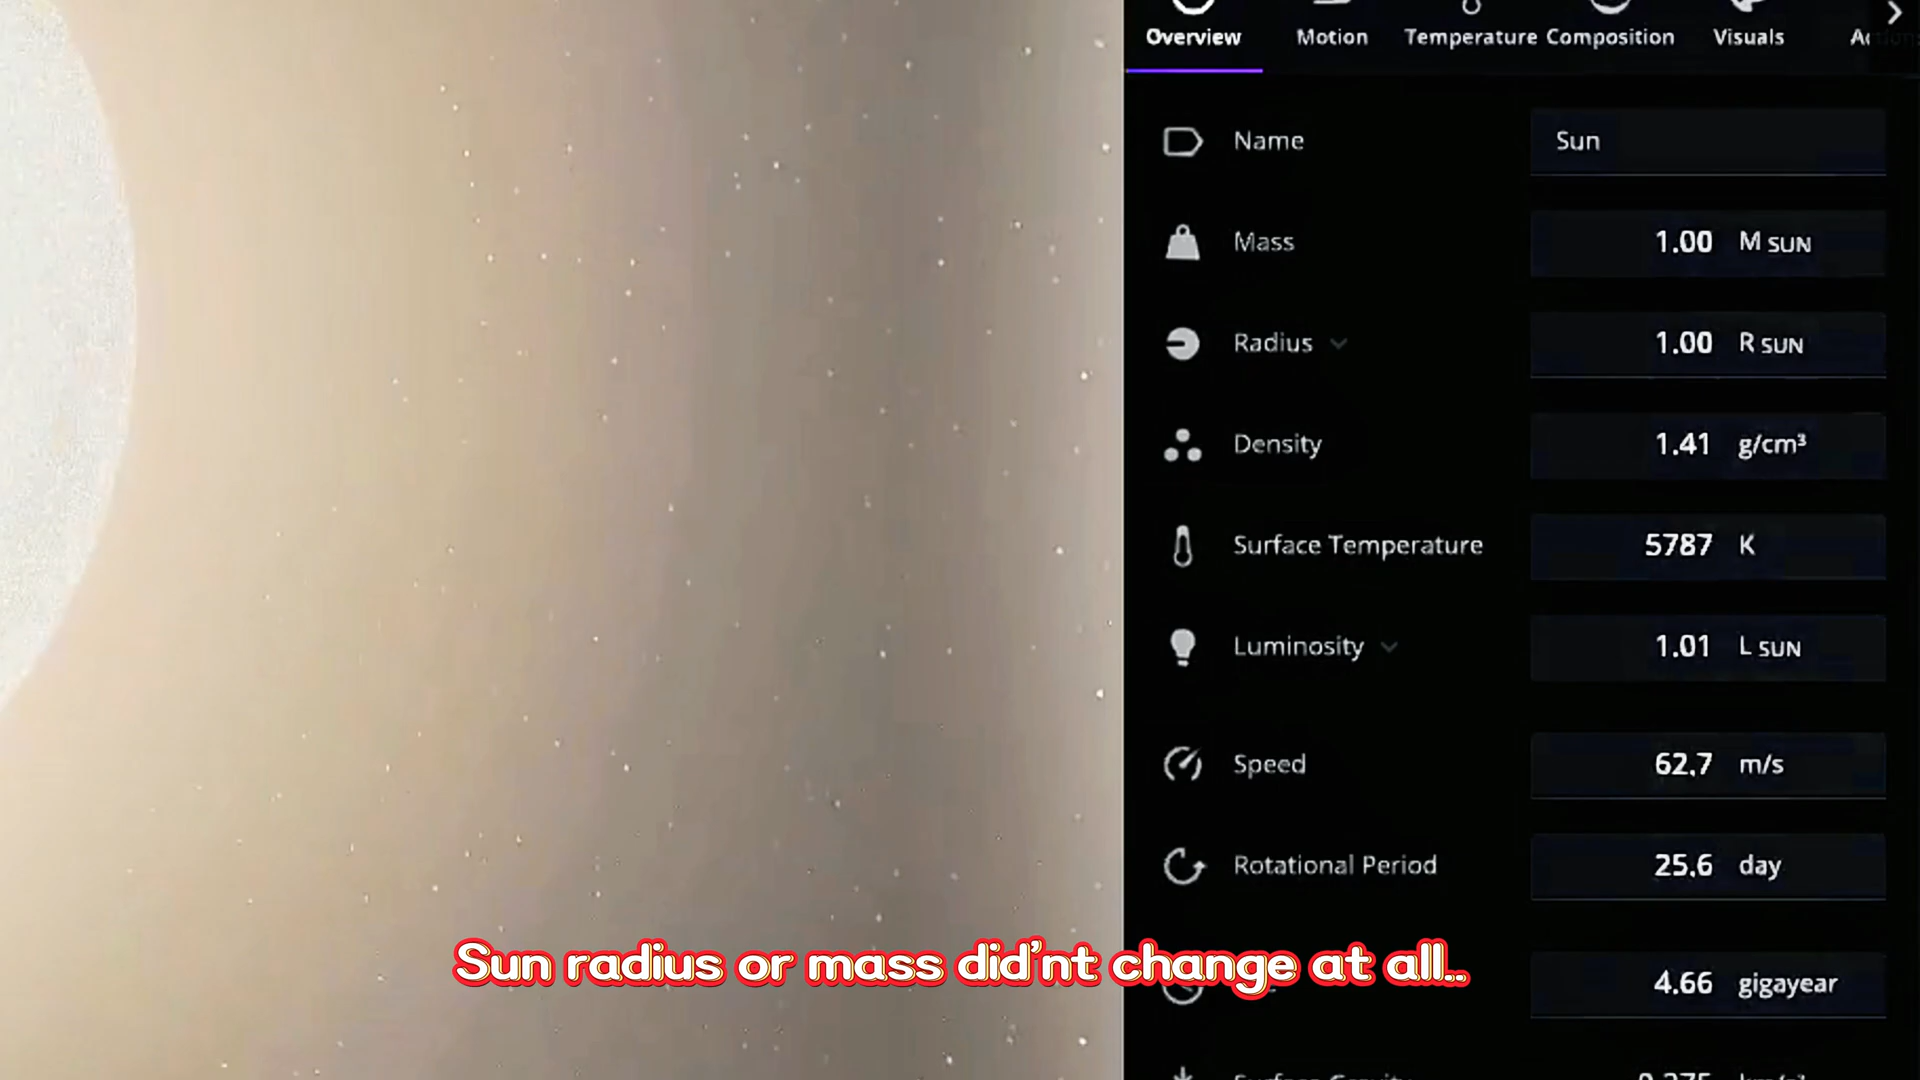 Overview Motion Temperature Composition Visuals
Name Sun
Mass 1.00 M SUN
Radius 1.00 R SUN
Density 1.41 g/cm³
Surface Temperature 5787 K
Luminosity 1.01 L SUN
Speed 62.7 m/s
Rotational Period 25.6 day
Sun radius or mass did'nt change at all..
4.66 gigayear